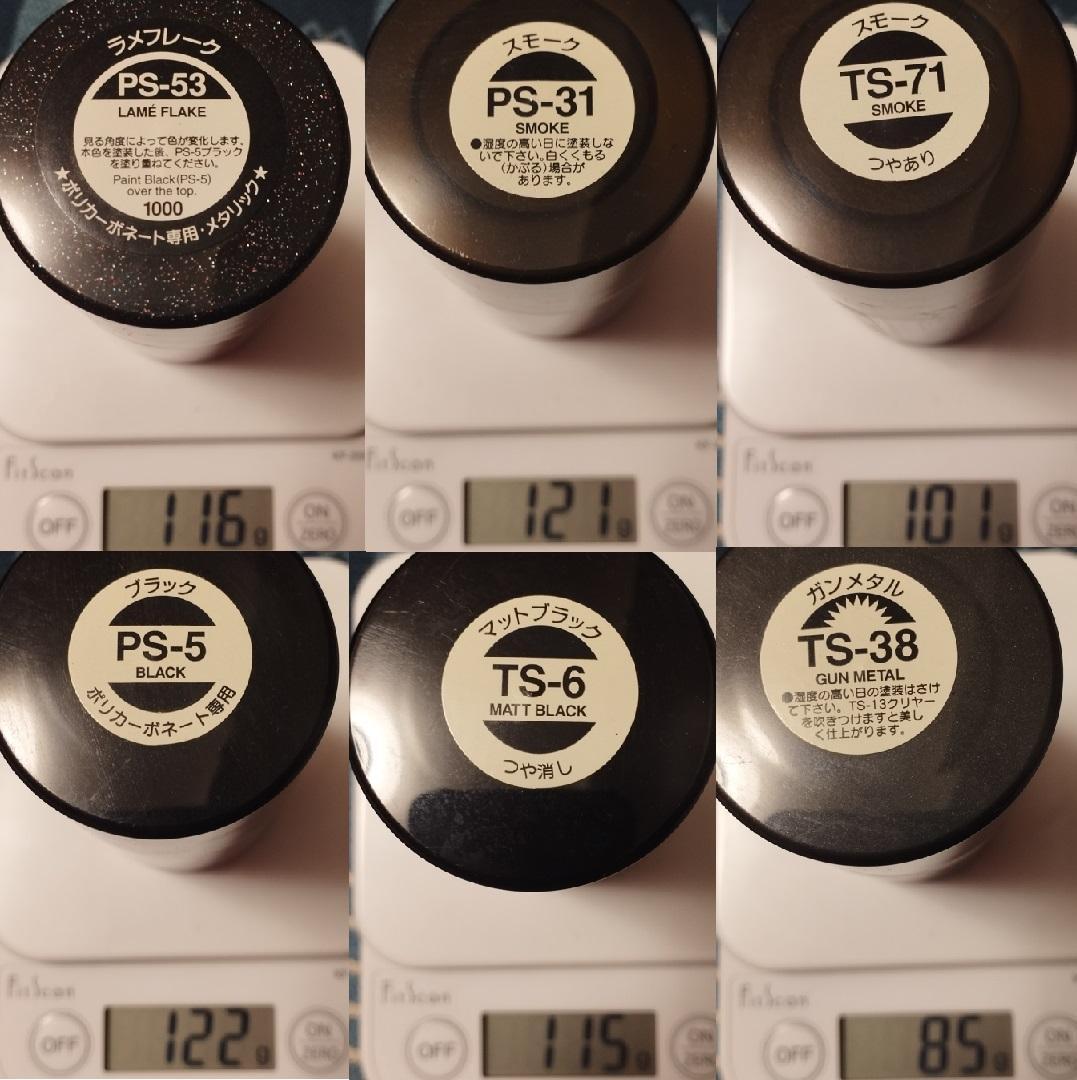 ラメフレーク
PS-53
LAMÉ FLAKE
見る角度によって色が変化します。
本色を塗装した後、PS-5ブラック
を塗り重ねてください。
Paint Black(PS-5)
over the top.
1000
★ポリカーボネート専用・メタリック★
FitScan
OFF
116g
ON
ZERO
スモーク
PS-31
SMOKE
●湿度の高い日に塗装しな
いで下さい。白くくもる
(かぶる)場合が
あります。
FitScan
OFF
121g
ON
ZERO
スモーク
TS-71
SMOKE
つやあり
FitScan
OFF
101g
ON
ZERO
ブラック
PS-5
BLACK
ポリカーボネート専用
FitScan
OFF
122g
ON
ZERO
マットブラック
TS-6
MATT BLACK
つや消し
FitScan
OFF
115g
ON
ZERO
ガンメタル
TS-38
GUN METAL
●湿度の高い日の塗装はさけ
て下さい。TS-13クリヤー
を吹きつけますと美し
く仕上がります。
FitScan
OFF
85g
ON
ZERO